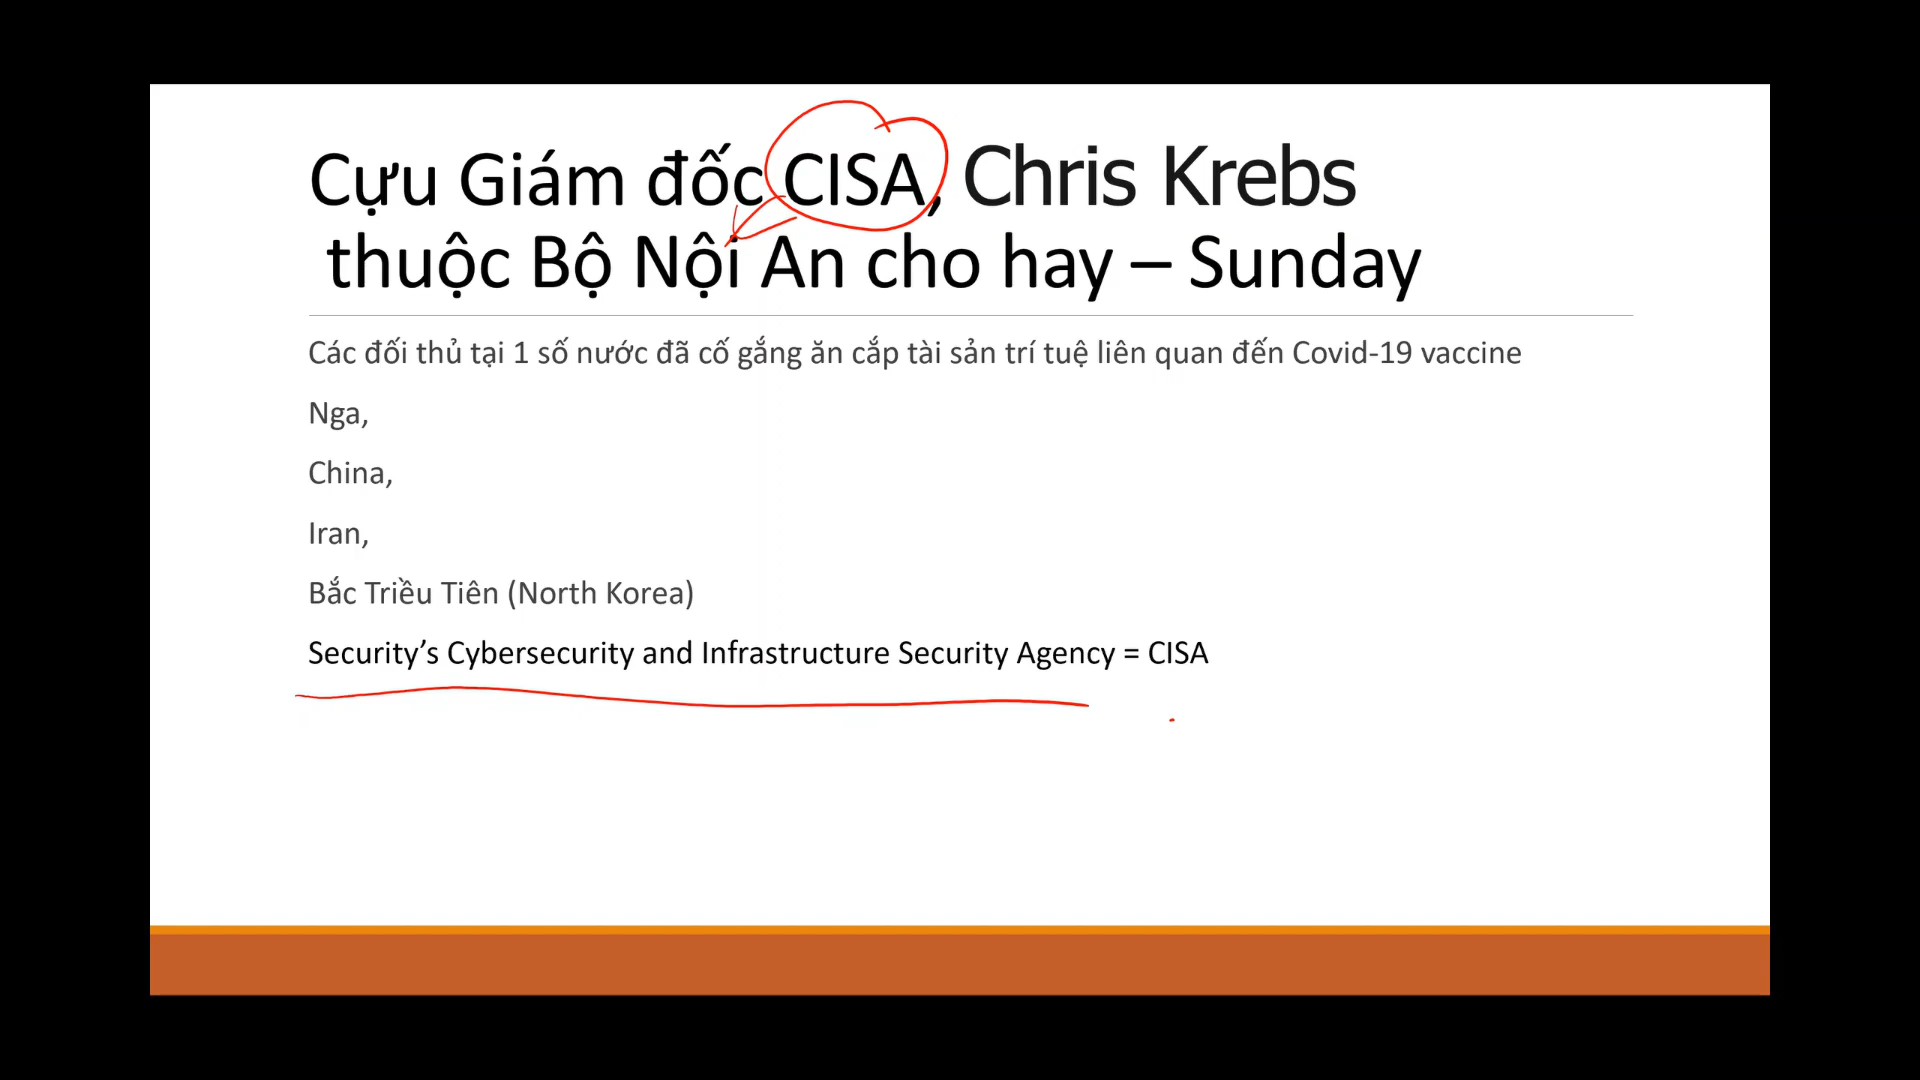 Cựu Giám đốc CISA, Chris Krebs
thuộc Bộ Nội An cho hay – Sunday
Các đối thủ tại 1 số nước đã cố gắng ăn cắp tài sản trí tuệ liên quan đến Covid-19 vaccine
Nga,
China,
Iran,
Bắc Triều Tiên (North Korea)
Security’s Cybersecurity and Infrastructure Security Agency = CISA